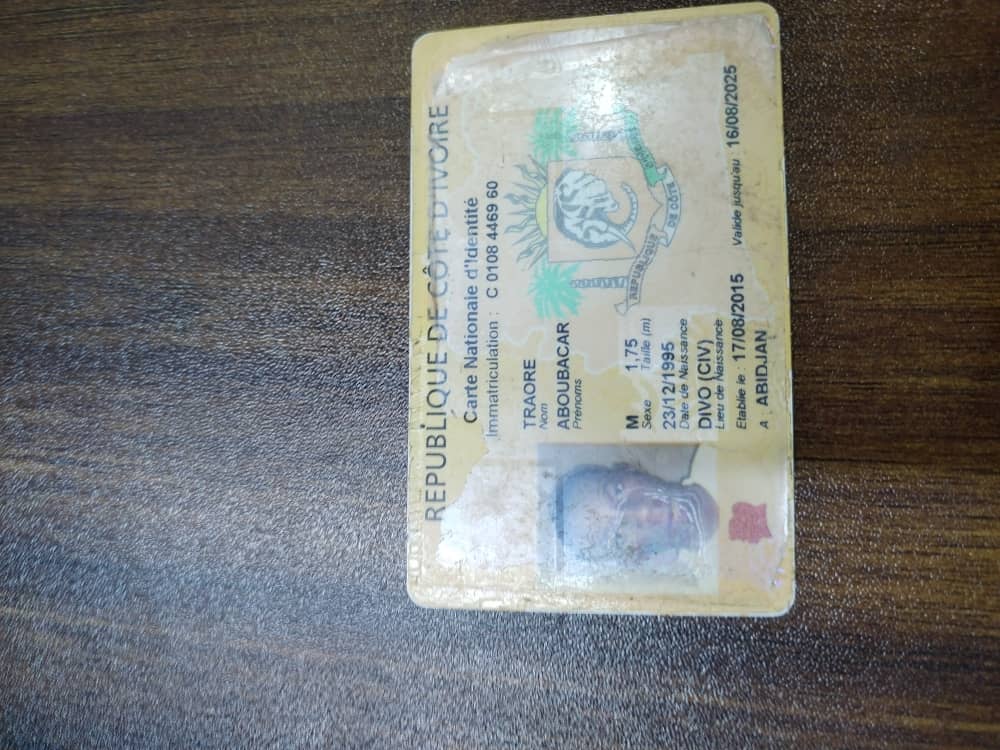 REPUBLIQUE DE CÔTE D'IVOIRE
Carte Nationale d'Identité
Immatriculation : C 0108 4469 60
TRAORE
Nom
ABOUBACAR
Prénoms
M 1,75
Sexe Taille (m)
23/12/1995
Date de Naissance
DIVO (CIV)
Lieu de Naissance
Etablie le : 17/08/2015 Valide jusqu'au : 16/08/2025
A : ABIDJAN
REPUBLIQUE DE CÔTE